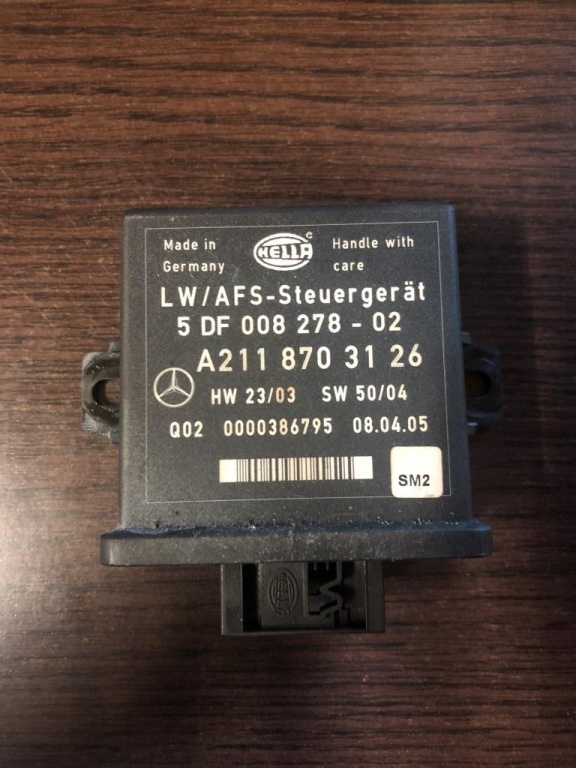 Made in
Germany
HELLA
©
Handle with
care
LW/AFS-Steuergerät
5 DF 008 278 - 02
A211 870 31 26
HW 23/03 SW 50/04
Q02 0000386795 08.04.05
SM2
HELLA